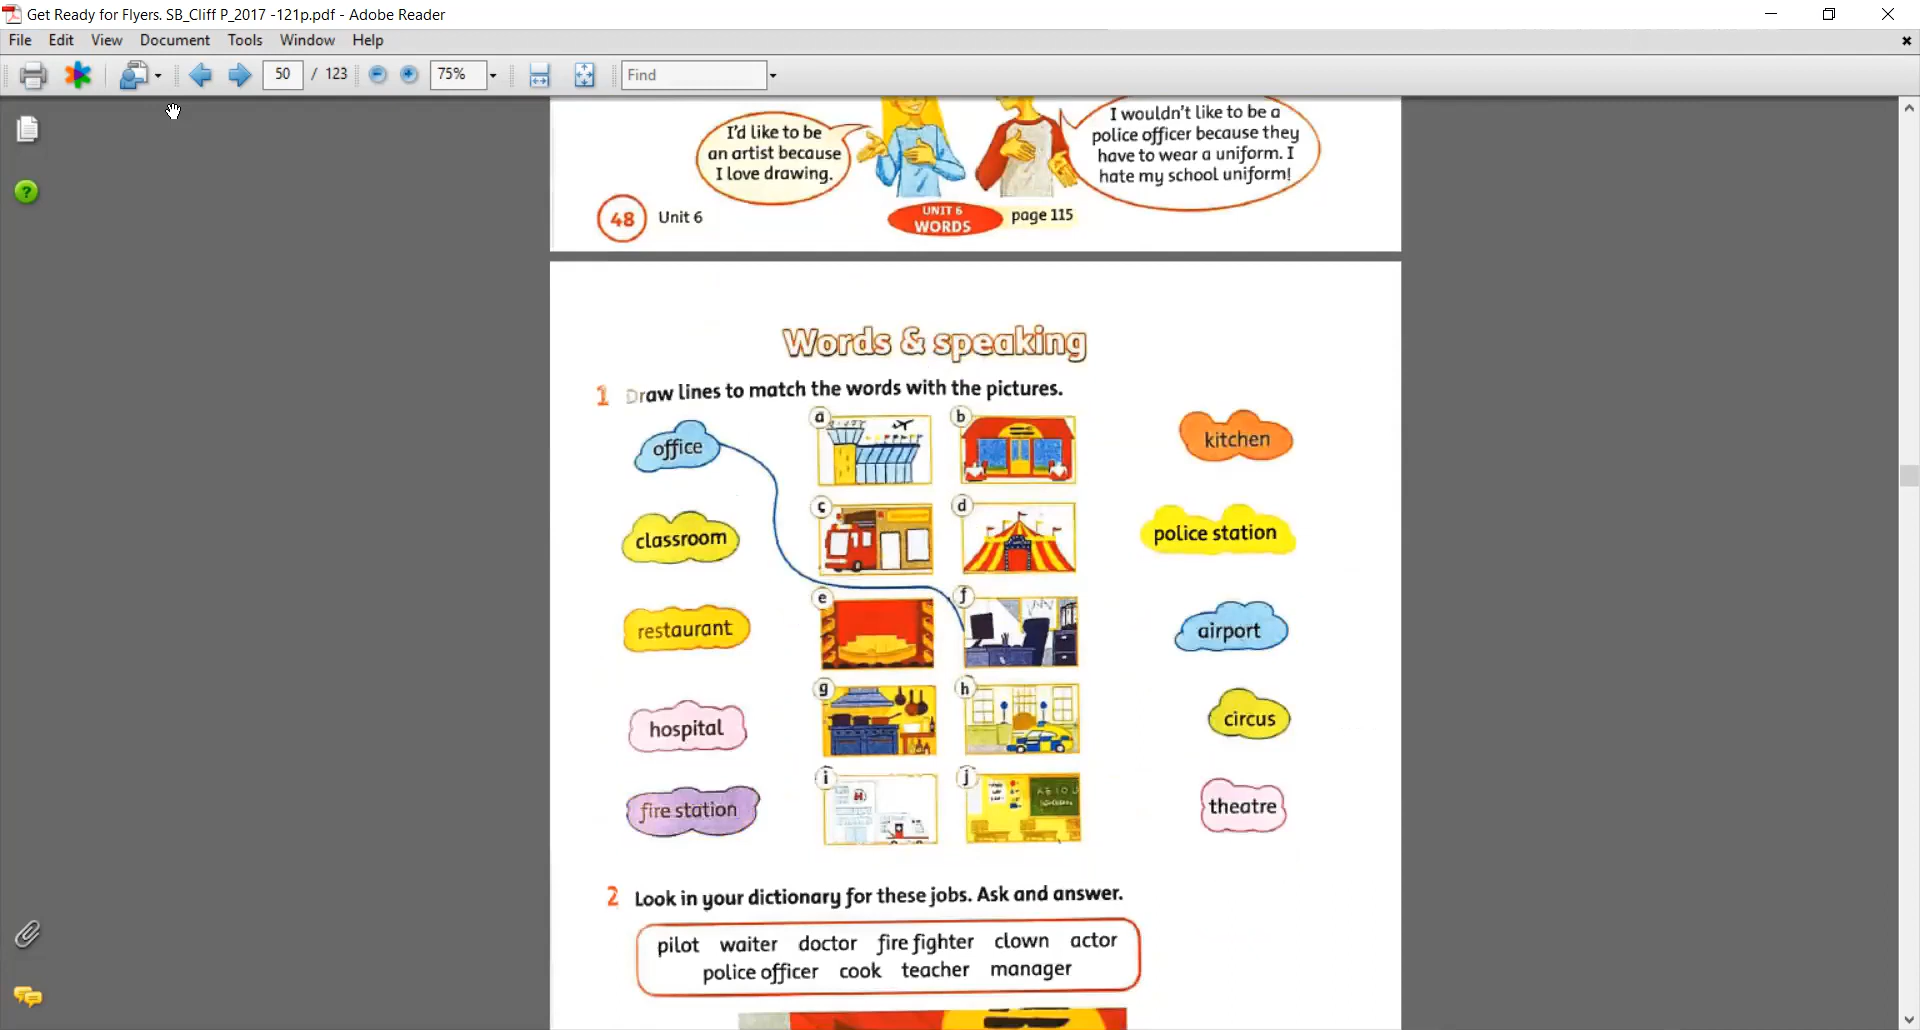 Get Ready for Flyers. SB_Cliff P_2017 -121p.pdf - Adobe Reader
File Edit View Document Tools Window Help
50 / 123 75% Find
I'd like to be
an artist because
I love drawing.
I wouldn't like to be a
police officer because they
have to wear a uniform. I
hate my school uniform!
48 Unit 6
UNIT 6
WORDS
page 115
Words & speaking
1 Draw lines to match the words with the pictures.
office
a
b
kitchen
classroom
c
d
police station
restaurant
e
f
airport
hospital
g
h
circus
fire station
i
H
j
theatre
2 Look in your dictionary for these jobs. Ask and answer.
pilot waiter doctor fire fighter clown actor
police officer cook teacher manager